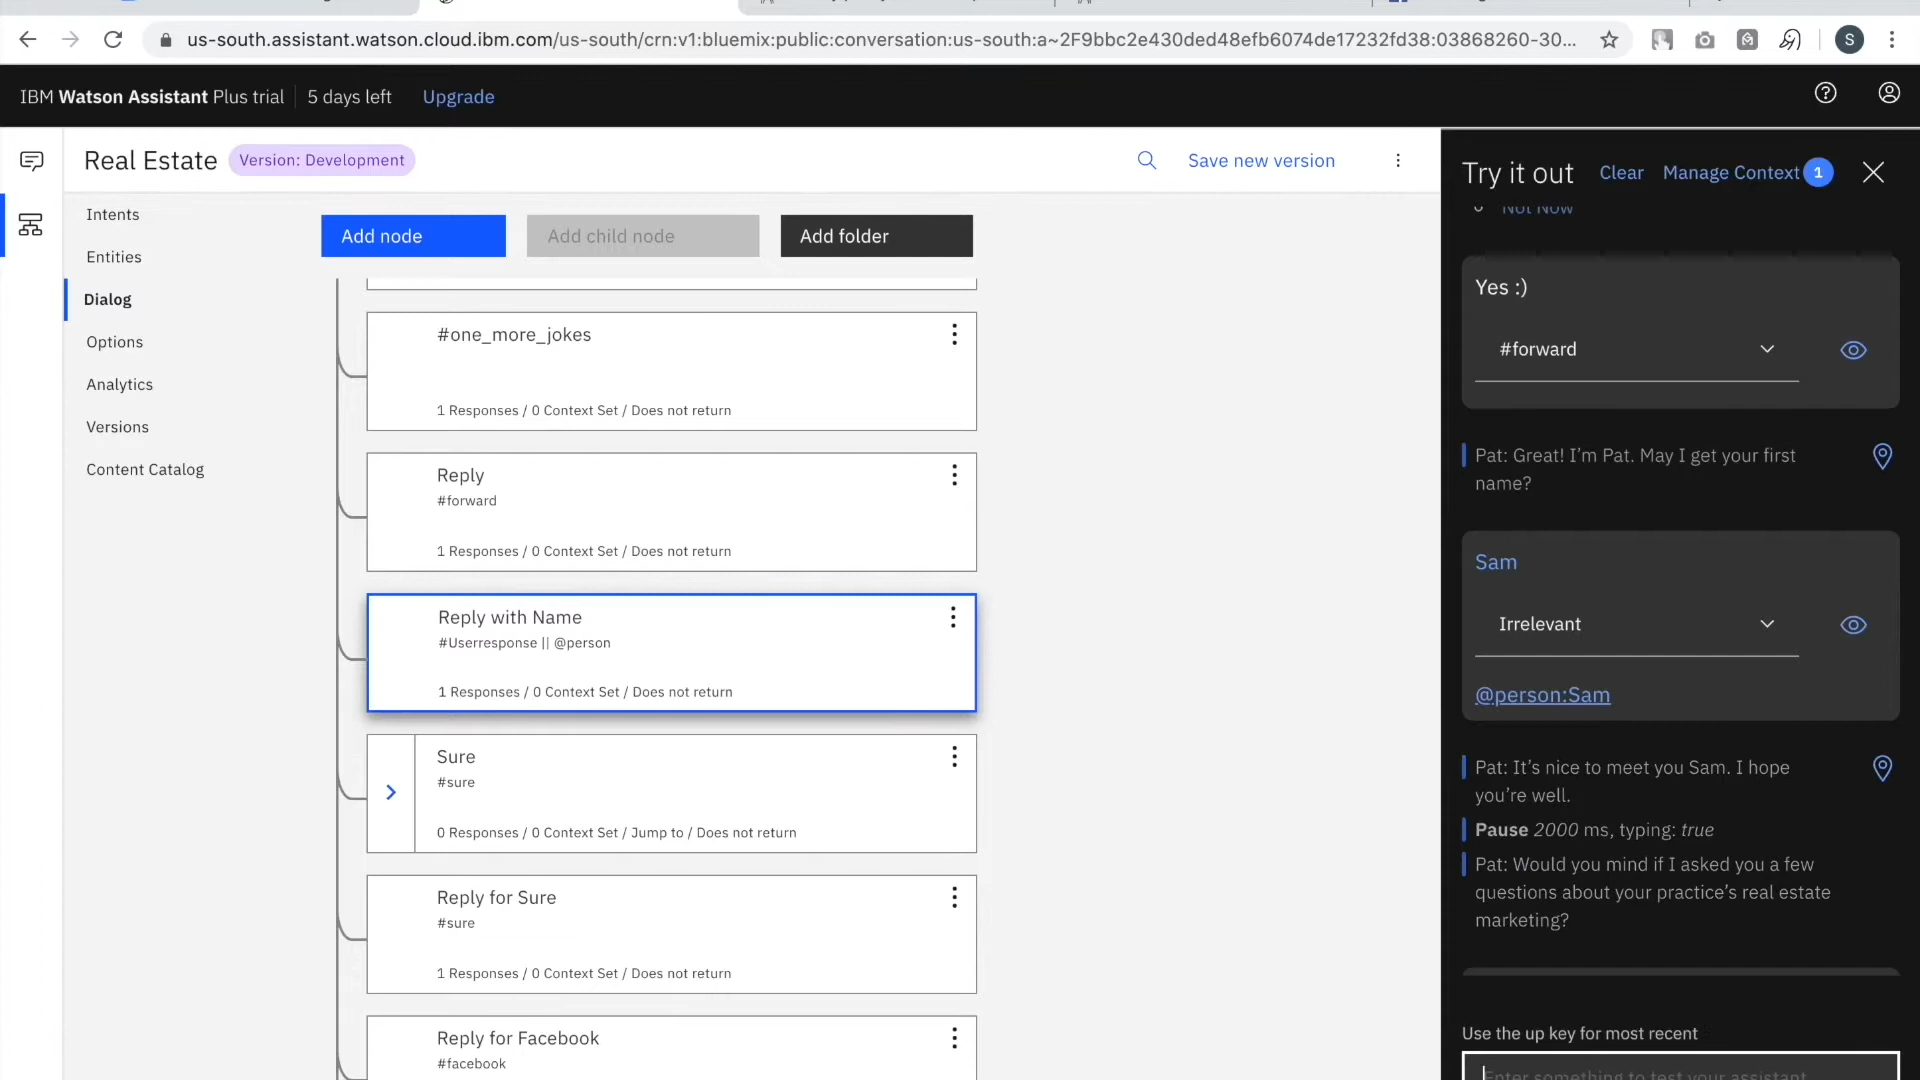 us-south.assistant.watson.cloud.ibm.com/us-south/crn:v1:bluemix:public:conversation:us-south:a~2F9bbc2e430ded48efb6074de17232fd38:03868260-30...
S
IBM Watson Assistant Plus trial
5 days left
Upgrade
Real Estate
Version: Development
Save new version
Intents
Entities
Dialog
Options
Analytics
Versions
Content Catalog
Add node
Add child node
Add folder
#one_more_jokes
1 Responses / 0 Context Set / Does not return
Reply
#forward
1 Responses / 0 Context Set / Does not return
Reply with Name
#Userresponse || @person
1 Responses / 0 Context Set / Does not return
Sure
#sure
0 Responses / 0 Context Set / Jump to / Does not return
Reply for Sure
#sure
1 Responses / 0 Context Set / Does not return
Reply for Facebook
#facebook
Try it out
Clear
Manage Context 1
Not Now
Yes :)
#forward
Pat: Great! I'm Pat. May I get your first
name?
Sam
Irrelevant
@person:Sam
Pat: It's nice to meet you Sam. I hope
you're well.
Pause 2000 ms, typing: true
Pat: Would you mind if I asked you a few
questions about your practice's real estate
marketing?
Use the up key for most recent
Enter something to test your assistant